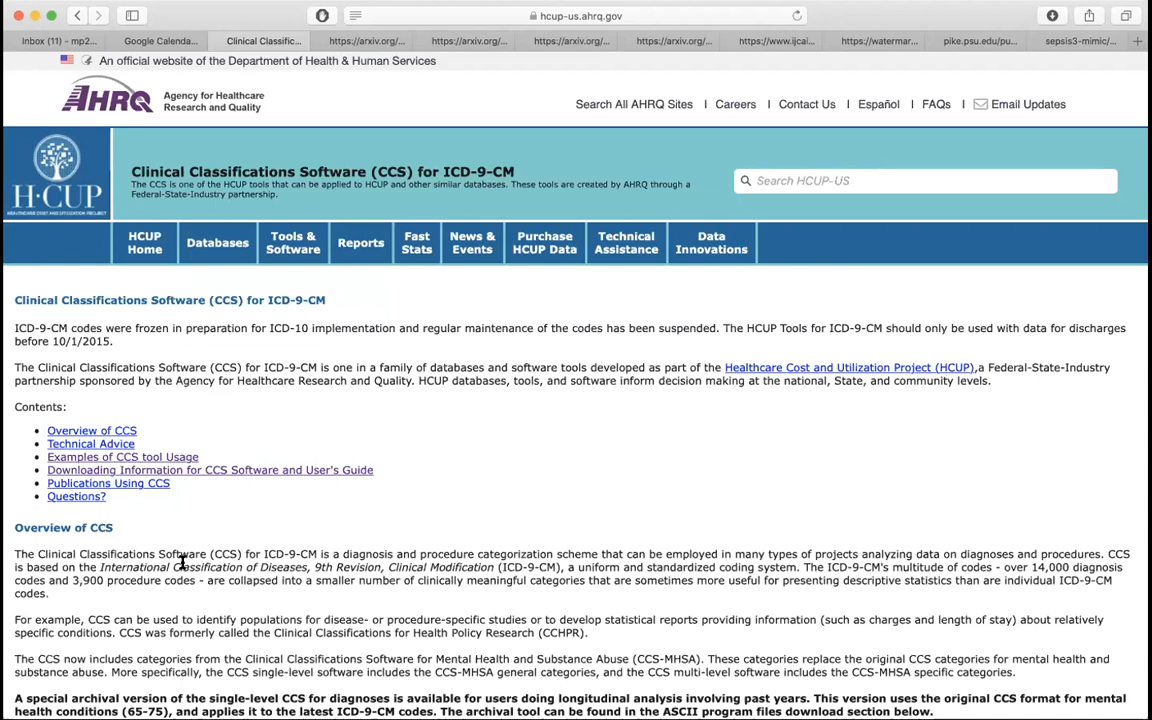 hcup-us.ahrq.gov
Inbox (11) – mp2...
Google Calenda...
Clinical Classific...
https://arxiv.org/...
https://arxiv.org/...
https://arxiv.org/...
https://arxiv.org/...
https://www.ijcai...
https://watermar...
pike.psu.edu/pu...
sepsis3-mimic/...
An official website of the Department of Health & Human Services
AHRQ
Agency for Healthcare
Research and Quality
Search All AHRQ Sites | Careers | Contact Us | Español | FAQs | Email Updates
H·CUP
HEALTHCARE COST AND UTILIZATION PROJECT
Clinical Classifications Software (CCS) for ICD-9-CM
The CCS is one of the HCUP tools that can be applied to HCUP and other similar databases. These tools are created by AHRQ through a
Federal-State-Industry partnership.
Search HCUP-US
HCUP
Home
Databases
Tools &
Software
Reports
Fast
Stats
News &
Events
Purchase
HCUP Data
Technical
Assistance
Data
Innovations
Clinical Classifications Software (CCS) for ICD-9-CM
ICD-9-CM codes were frozen in preparation for ICD-10 implementation and regular maintenance of the codes has been suspended. The HCUP Tools for ICD-9-CM should only be used with data for discharges
before 10/1/2015.
The Clinical Classifications Software (CCS) for ICD-9-CM is one in a family of databases and software tools developed as part of the Healthcare Cost and Utilization Project (HCUP),a Federal-State-Industry
partnership sponsored by the Agency for Healthcare Research and Quality. HCUP databases, tools, and software inform decision making at the national, State, and community levels.
Contents:
• Overview of CCS
• Technical Advice
• Examples of CCS tool Usage
• Downloading Information for CCS Software and User's Guide
• Publications Using CCS
• Questions?
Overview of CCS
The Clinical Classifications Software (CCS) for ICD-9-CM is a diagnosis and procedure categorization scheme that can be employed in many types of projects analyzing data on diagnoses and procedures. CCS
is based on the International Classification of Diseases, 9th Revision, Clinical Modification (ICD-9-CM), a uniform and standardized coding system. The ICD-9-CM's multitude of codes - over 14,000 diagnosis
codes and 3,900 procedure codes - are collapsed into a smaller number of clinically meaningful categories that are sometimes more useful for presenting descriptive statistics than are individual ICD-9-CM
codes.
For example, CCS can be used to identify populations for disease- or procedure-specific studies or to develop statistical reports providing information (such as charges and length of stay) about relatively
specific conditions. CCS was formerly called the Clinical Classifications for Health Policy Research (CCHPR).
The CCS now includes categories from the Clinical Classifications Software for Mental Health and Substance Abuse (CCS-MHSA). These categories replace the original CCS categories for mental health and
substance abuse. More specifically, the CCS single-level software includes the CCS-MHSA general categories, and the CCS multi-level software includes the CCS-MHSA specific categories.
A special archival version of the single-level CCS for diagnoses is available for users doing longitudinal analysis involving past years. This version uses the original CCS format for mental
health conditions (65-75), and applies it to the latest ICD-9-CM codes. The archival tool can be found in the ASCII program files download section below.